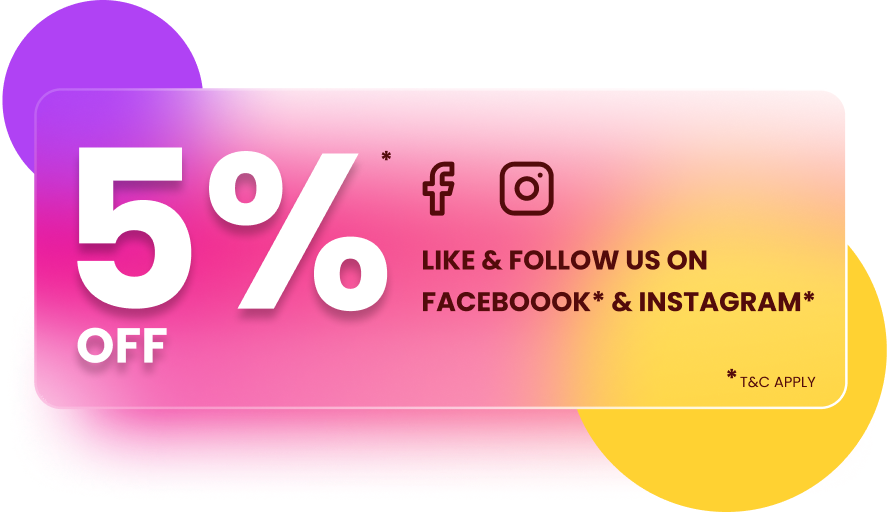 5%*
OFF
LIKE & FOLLOW US ON
FACEBOOOK* & INSTAGRAM*
* T&C APPLY